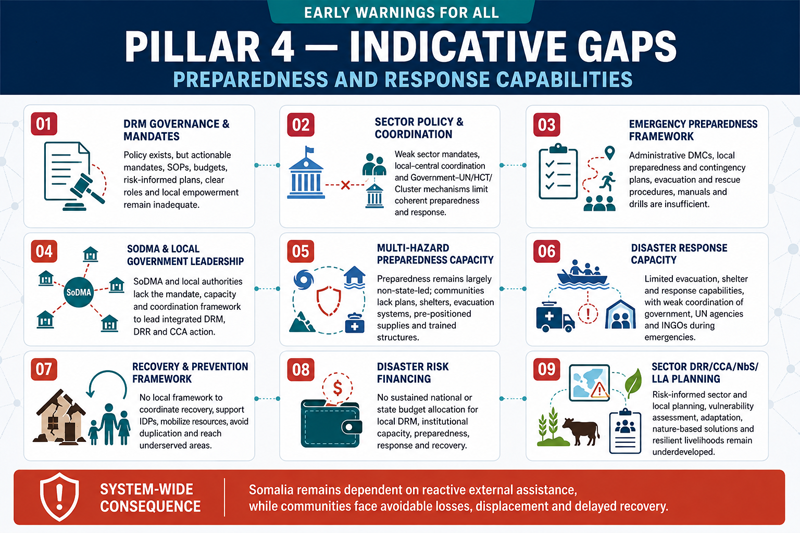 EARLY WARNINGS FOR ALL
PILLAR 4 — INDICATIVE GAPS
PREPAREDNESS AND RESPONSE CAPABILITIES
01
DRM GOVERNANCE &
MANDATES
Policy exists, but actionable
mandates, SOPs, budgets,
risk-informed plans, clear
roles and local empowerment
remain inadequate.
02
SECTOR POLICY &
COORDINATION
Weak sector mandates,
local-central coordination
and Government-UN/HCT/
Cluster mechanisms limit
coherent preparedness
and response.
03
EMERGENCY PREPAREDNESS
FRAMEWORK
Administrative DMCs, local
preparedness and contingency
plans, evacuation and rescue
procedures, manuals and
drills are insufficient.
04
SODMA & LOCAL
GOVERNMENT LEADERSHIP
SoDMA
SoDMA and local authorities
lack the mandate, capacity
and coordination framework
to lead integrated DRM,
DRR and CCA action.
05
MULTI-HAZARD
PREPAREDNESS CAPACITY
Preparedness remains largely
non-state-led; communities
lack plans, shelters, evacuation
systems, pre-positioned
supplies and trained
structures.
06
DISASTER RESPONSE
CAPACITY
Limited evacuation, shelter
and response capabilities,
with weak coordination of
government, UN agencies
and INGOs during
emergencies.
07
RECOVERY & PREVENTION
FRAMEWORK
No local framework to
coordinate recovery, support
IDPs, mobilize resources, avoid
duplication and reach
underserved areas.
08
DISASTER RISK
FINANCING
$
No sustained national or
state budget allocation for
local DRM, institutional
capacity, preparedness,
response and recovery.
09
SECTOR DRR/CCA/NbS/
LLA PLANNING
Risk-informed sector and
local planning, vulnerability
assessment, adaptation,
nature-based solutions and
resilient livelihoods remain
underdeveloped.
SYSTEM-WIDE
CONSEQUENCE
Somalia remains dependent on reactive external assistance,
while communities face avoidable losses, displacement and delayed recovery.